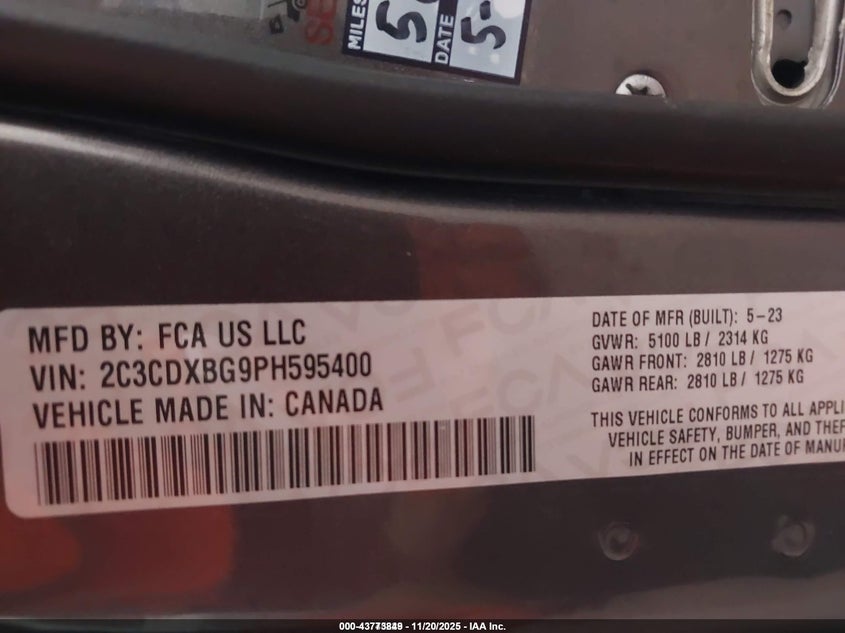 MILES
DATE
5-
MFD BY: FCA US LLC
VIN: 2C3CDXBG9PH595400
VEHICLE MADE IN: CANADA
DATE OF MFR (BUILT): 5-23
GVWR: 5100 LB / 2314 KG
GAWR FRONT: 2810 LB / 1275 KG
GAWR REAR: 2810 LB / 1275 KG
THIS VEHICLE CONFORMS TO ALL APPLI
VEHICLE SAFETY, BUMPER, AND THEF
IN EFFECT ON THE DATE OF MANU
11/20/2025 - IAA Inc.